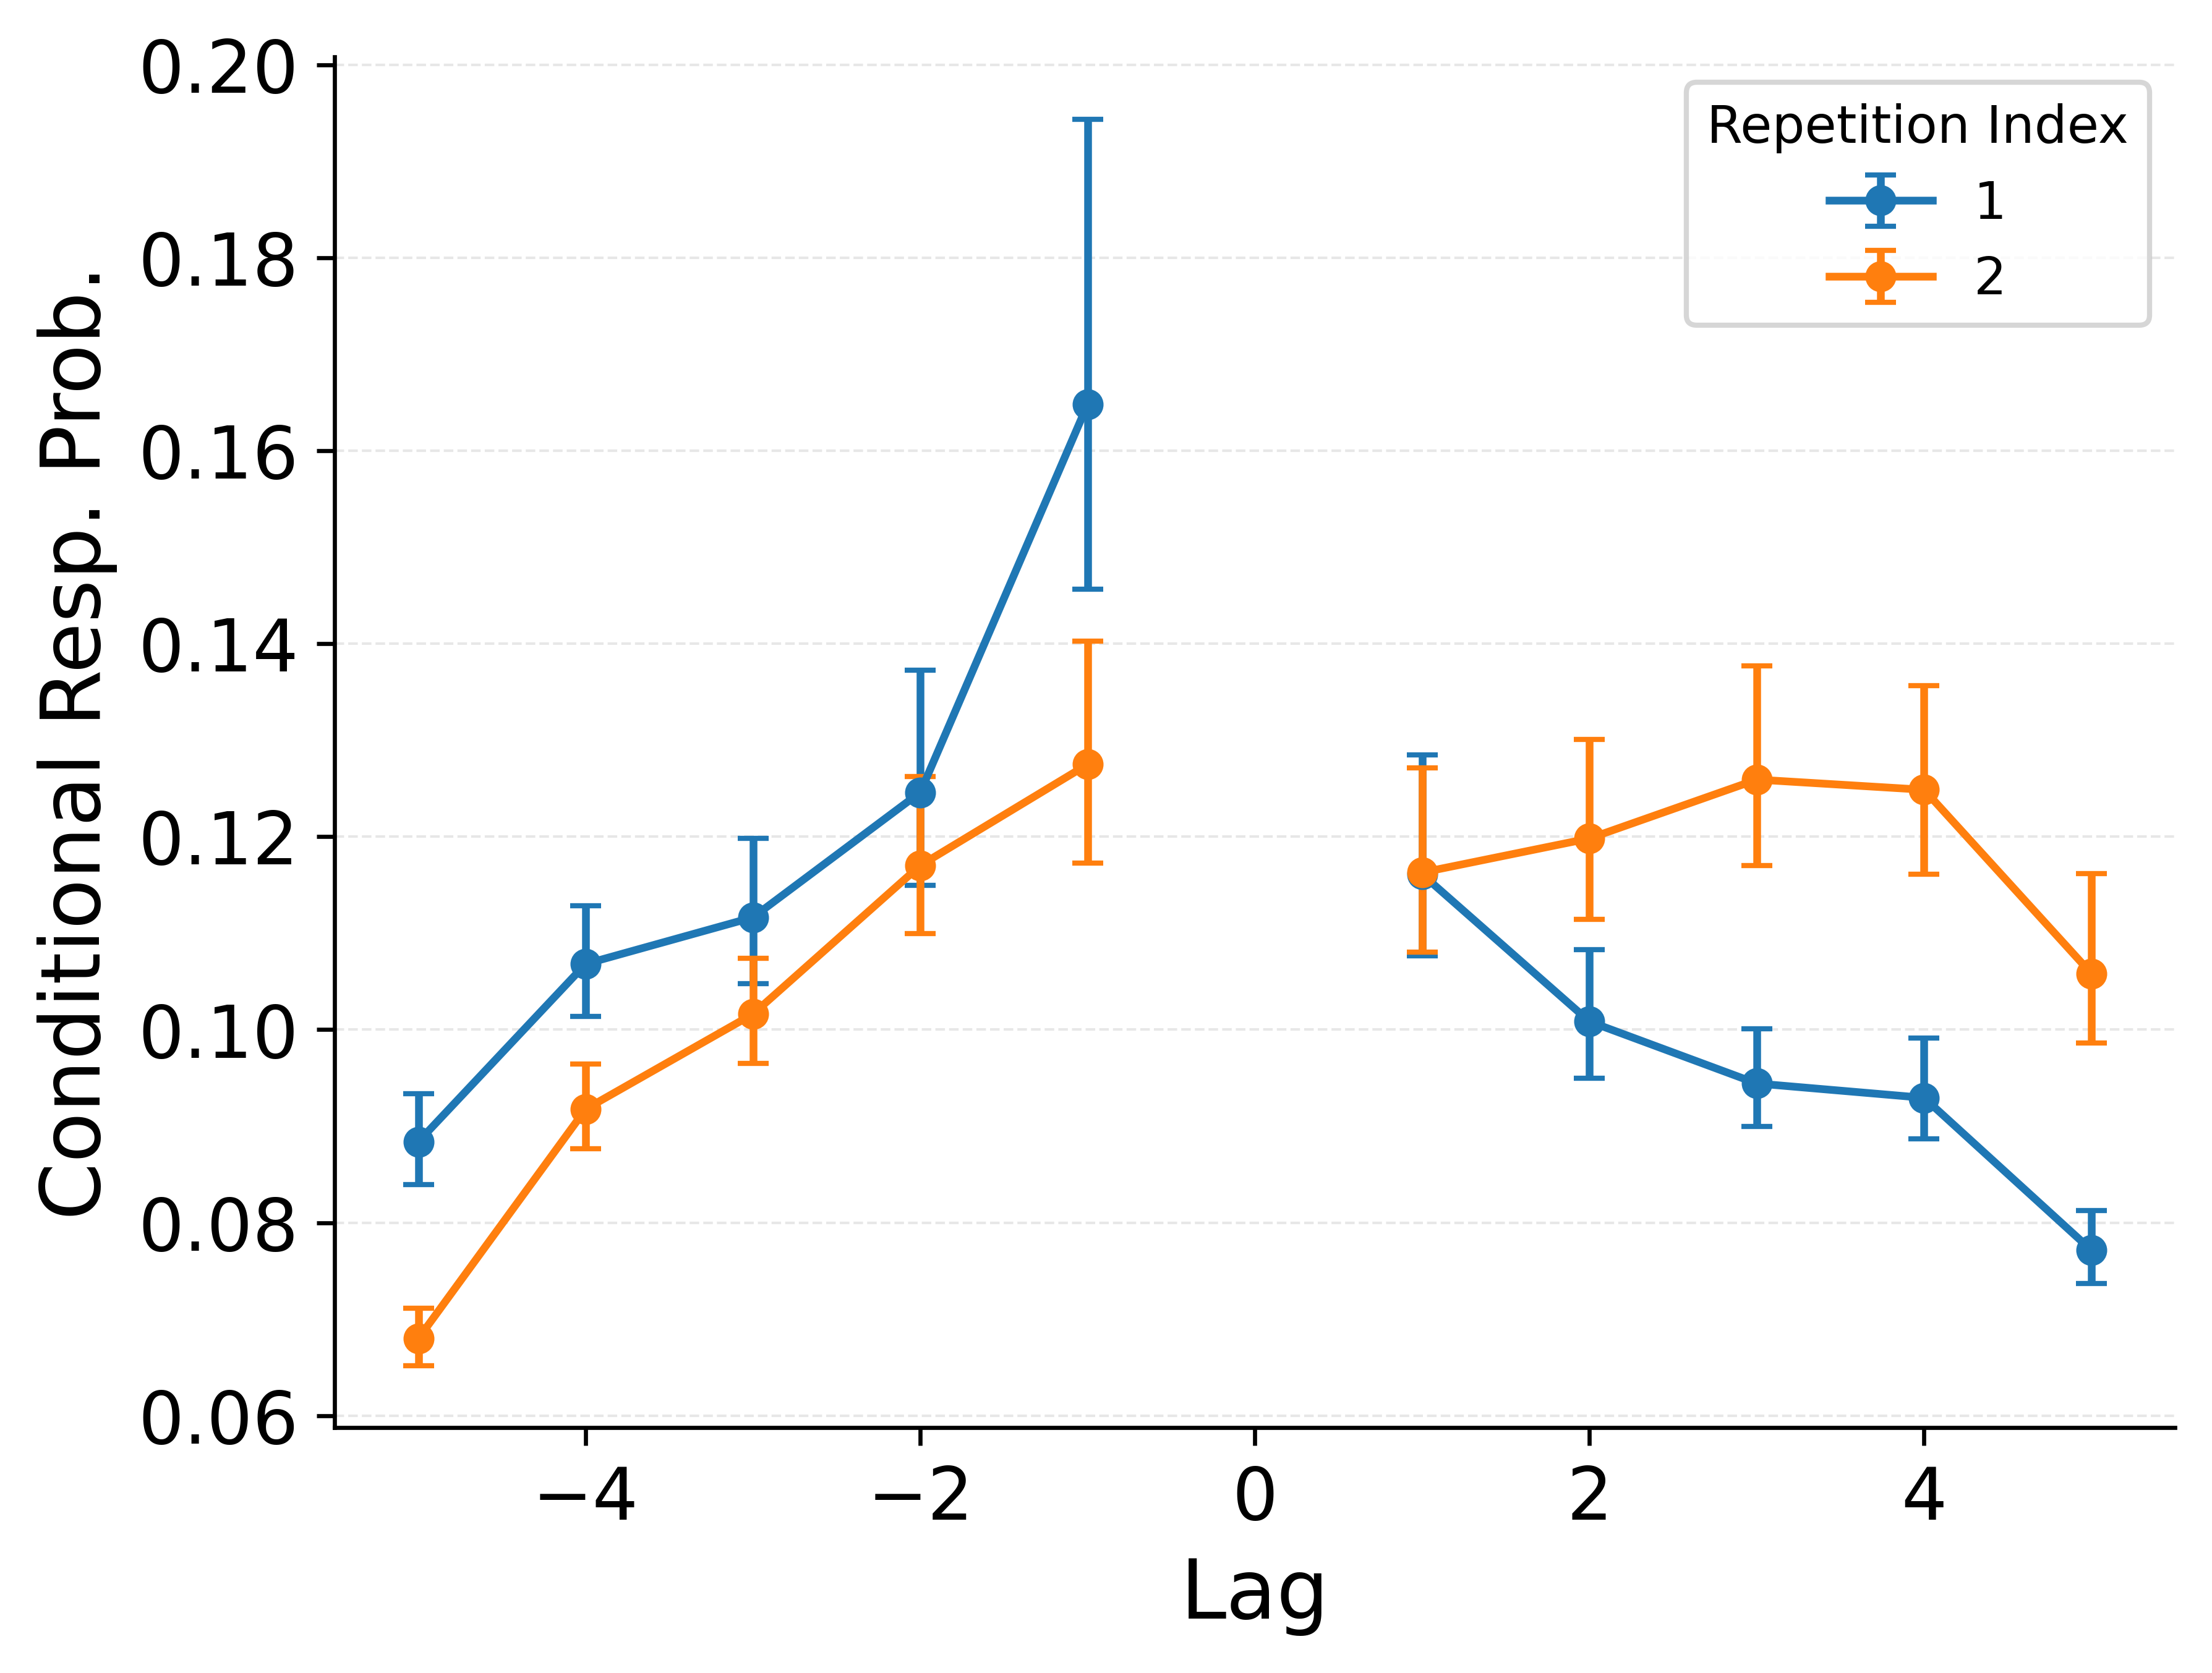 Conditional Resp. Prob.
0.20
0.18
0.16
0.14
0.12
0.10
0.08
0.06
Repetition Index
1
2
−4 −2 0 2 4
Lag